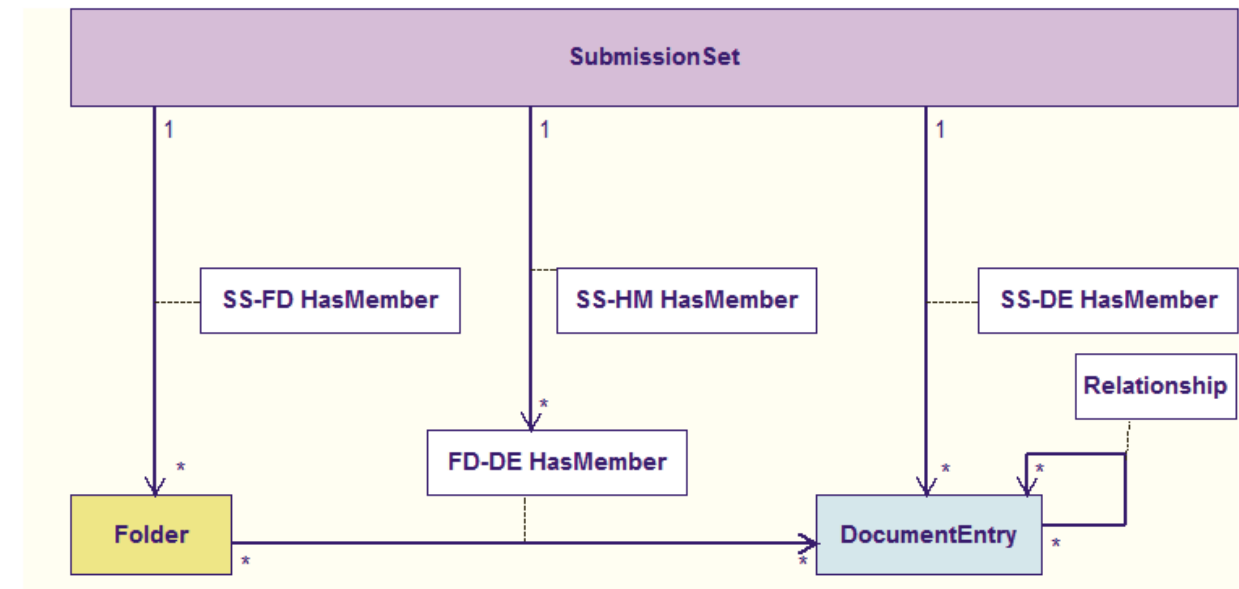 SubmissionSet
1
1
1
SS-FD HasMember
SS-HM HasMember
SS-DE HasMember
Relationship
*
FD-DE HasMember
*
*
*
Folder
DocumentEntry
*
*
*